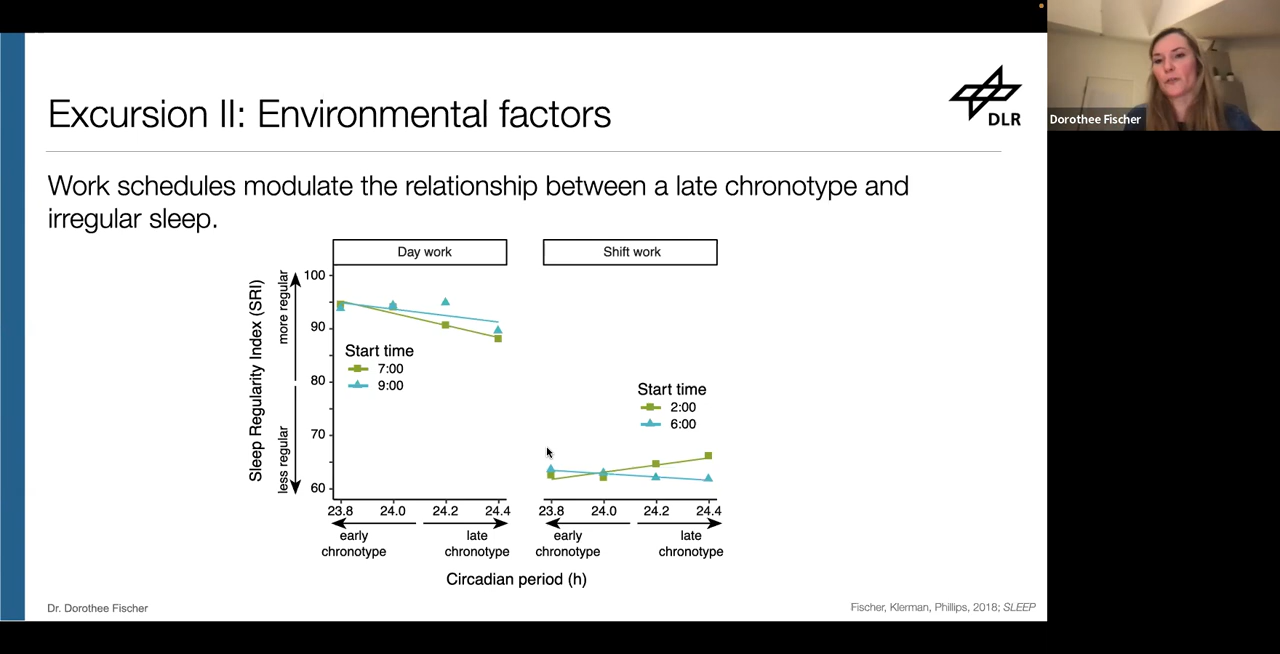 Excursion II: Environmental factors
DLR
Dorothee Fischer
Work schedules modulate the relationship between a late chronotype and
irregular sleep.
Day work
Shift work
Sleep Regularity Index (SRI)
more regular
less regular
100
90
80
70
60
Start time
7:00
9:00
Start time
2:00
6:00
23.8 24.0 24.2 24.4
23.8 24.0 24.2 24.4
early
chronotype
late
chronotype
early
chronotype
late
chronotype
Circadian period (h)
Dr. Dorothee Fischer
Fischer, Klerman, Phillips, 2018; SLEEP